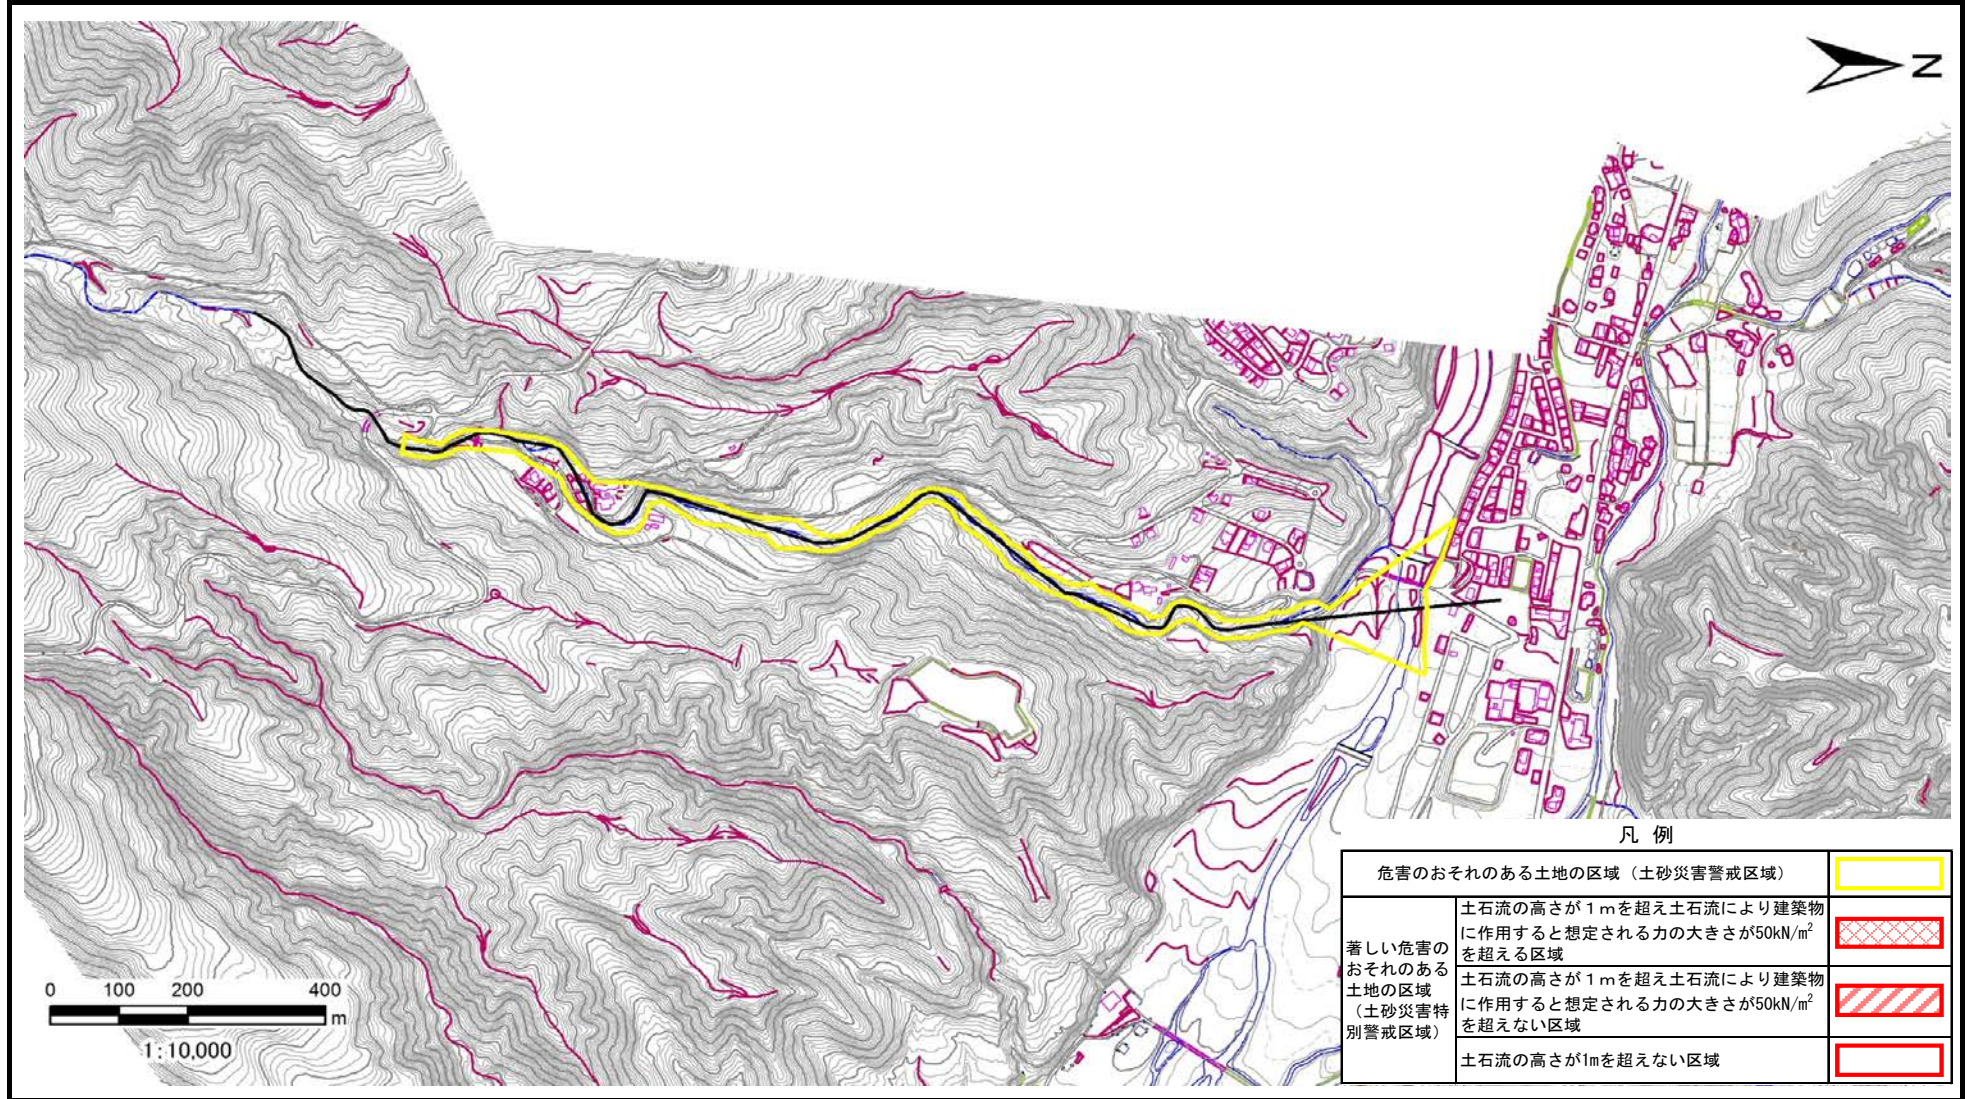 N
0 100 200 400
m
1:10,000
凡 例
危害のおそれのある土地の区域（土砂災害警戒区域）
著しい危害の
おそれのある
土地の区域
（土砂災害特
別警戒区域）
土石流の高さが１ｍを超え土石流により建築物
に作用すると想定される力の大きさが50kN/m²
を超える区域
土石流の高さが１ｍを超え土石流により建築物
に作用すると想定される力の大きさが50kN/m²
を超えない区域
土石流の高さが1mを超えない区域